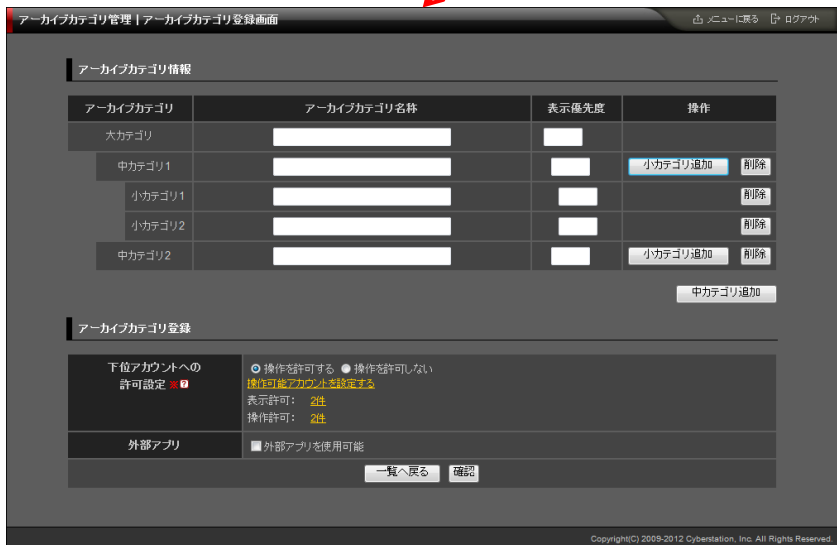 アーカイブカテゴリ管理 | アーカイブカテゴリ登録画面 メニューに戻る ログアウト
アーカイブカテゴリ情報
アーカイブカテゴリ アーカイブカテゴリ名称 表示優先度 操作
大カテゴリ
中カテゴリ1 小カテゴリ追加 削除
小カテゴリ1 削除
小カテゴリ2 削除
中カテゴリ2 小カテゴリ追加 削除
中カテゴリ追加
アーカイブカテゴリ登録
下位アカウントへの
許可設定 ※?
操作を許可する 操作を許可しない
操作可能アカウントを設定する
表示許可： 2件
操作許可： 2件
外部アプリ 外部アプリを使用可能
一覧へ戻る 確認
Copyright(C) 2009-2012 Cyberstation, Inc. All Rights Reserved.